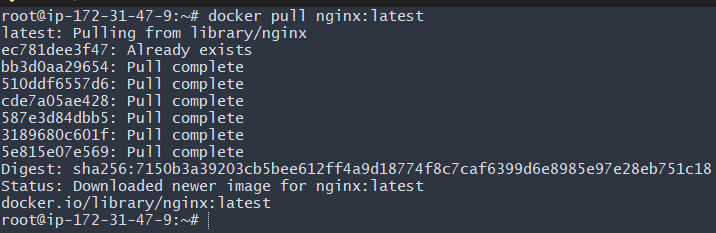 root@ip-172-31-47-9:~# docker pull nginx:latest
latest: Pulling from library/nginx
ec781dee3f47: Already exists
bb3d0aa29654: Pull complete
510ddf6557d6: Pull complete
cde7a05ae428: Pull complete
587e3d84dbb5: Pull complete
3189680c601f: Pull complete
5e815e07e569: Pull complete
Digest: sha256:7150b3a39203cb5bee612ff4a9d18774f8c7caf6399d6e8985e97e28eb751c18
Status: Downloaded newer image for nginx:latest
docker.io/library/nginx:latest
root@ip-172-31-47-9:~#